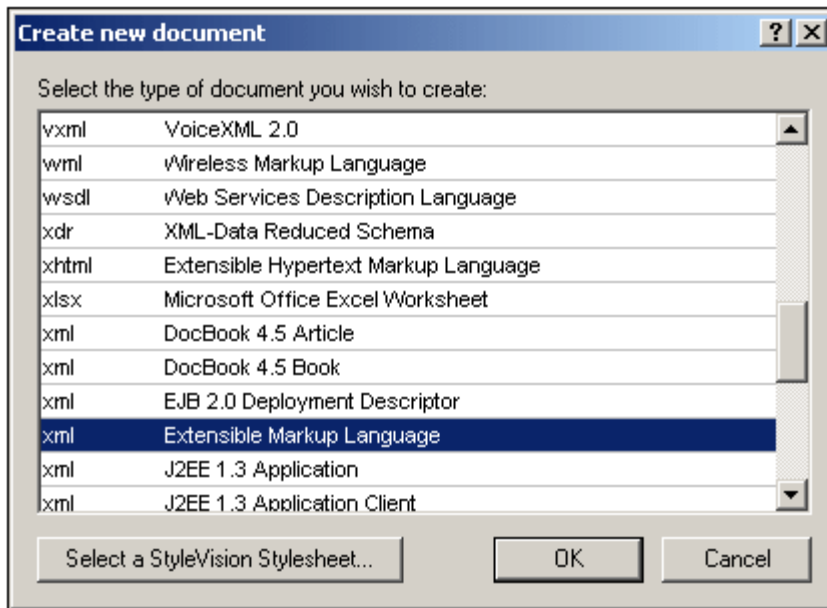 Create new document
Select the type of document you wish to create:
vxml VoiceXML 2.0
wml Wireless Markup Language
wsdl Web Services Description Language
xdr XML-Data Reduced Schema
xhtml Extensible Hypertext Markup Language
xlsx Microsoft Office Excel Worksheet
xml DocBook 4.5 Article
xml DocBook 4.5 Book
xml EJB 2.0 Deployment Descriptor
xml Extensible Markup Language
xml J2EE 1.3 Application
xml J2EE 1.3 Application Client
Select a StyleVision Stylesheet... OK Cancel